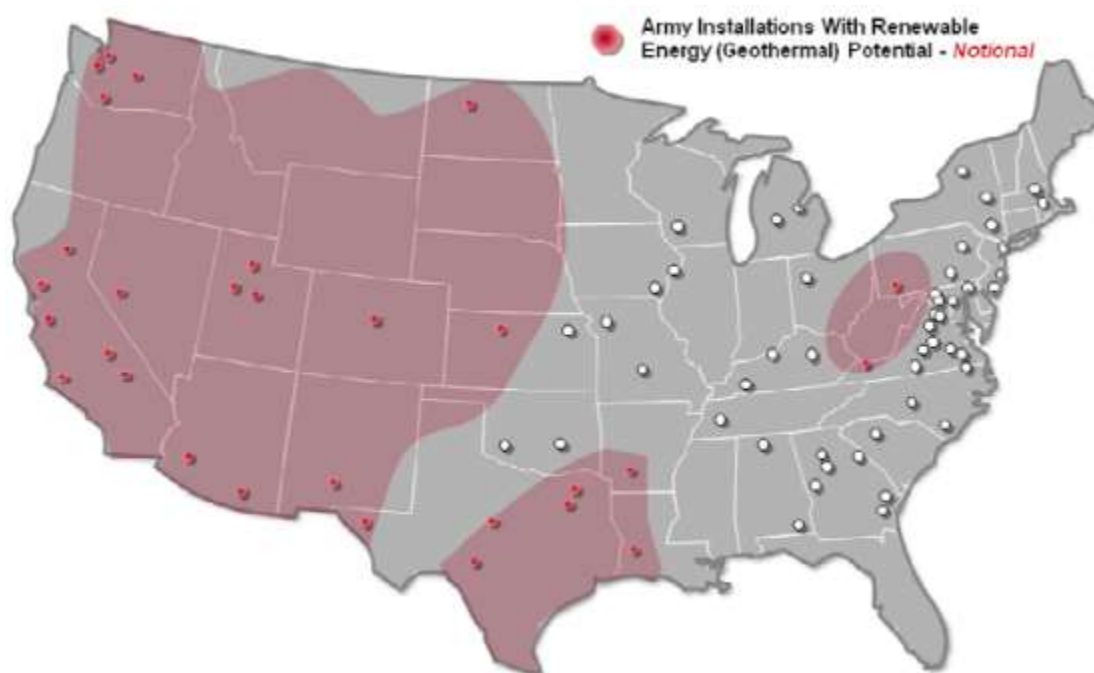 Army Installations With Renewable
Energy (Geothermal) Potential - Notional